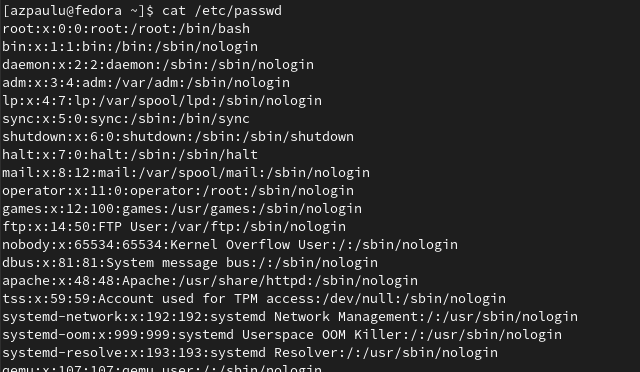 [azpaulu@fedora ~]$ cat /etc/passwd
root:x:0:0:root:/root:/bin/bash
bin:x:1:1:bin:/bin:/sbin/nologin
daemon:x:2:2:daemon:/sbin:/sbin/nologin
adm:x:3:4:adm:/var/adm:/sbin/nologin
lp:x:4:7:lp:/var/spool/lpd:/sbin/nologin
sync:x:5:0:sync:/sbin:/bin/sync
shutdown:x:6:0:shutdown:/sbin:/sbin/shutdown
halt:x:7:0:halt:/sbin:/sbin/halt
mail:x:8:12:mail:/var/spool/mail:/sbin/nologin
operator:x:11:0:operator:/root:/sbin/nologin
games:x:12:100:games:/usr/games:/sbin/nologin
ftp:x:14:50:FTP User:/var/ftp:/sbin/nologin
nobody:x:65534:65534:Kernel Overflow User:/:/sbin/nologin
dbus:x:81:81:System message bus:/:/sbin/nologin
apache:x:48:48:Apache:/usr/share/httpd:/sbin/nologin
tss:x:59:59:Account used for TPM access:/dev/null:/sbin/nologin
systemd-network:x:192:192:systemd Network Management:/:/usr/sbin/nologin
systemd-oom:x:999:999:systemd Userspace OOM Killer:/:/usr/sbin/nologin
systemd-resolve:x:193:193:systemd Resolver:/:/usr/sbin/nologin
qemu:x:107:107:qemu user:/:/sbin/nologin